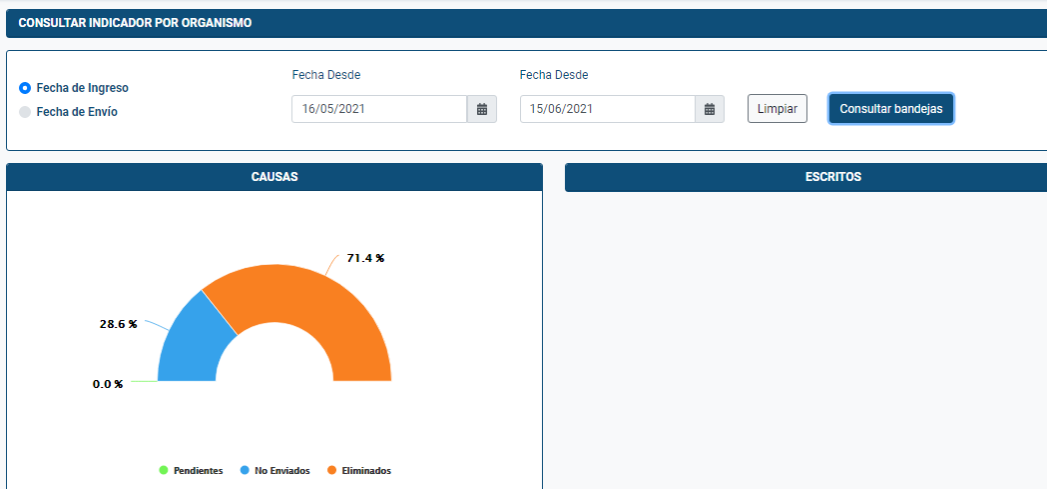 CONSULTAR INDICADOR POR ORGANISMO
Fecha Desde Fecha Desde
Fecha de Ingreso
16/05/2021 15/06/2021 Limpiar Consultar bandejas
Fecha de Envío
CAUSAS ESCRITOS
71.4 %
28.6 %
0.0 %
Pendientes No Enviados Eliminados